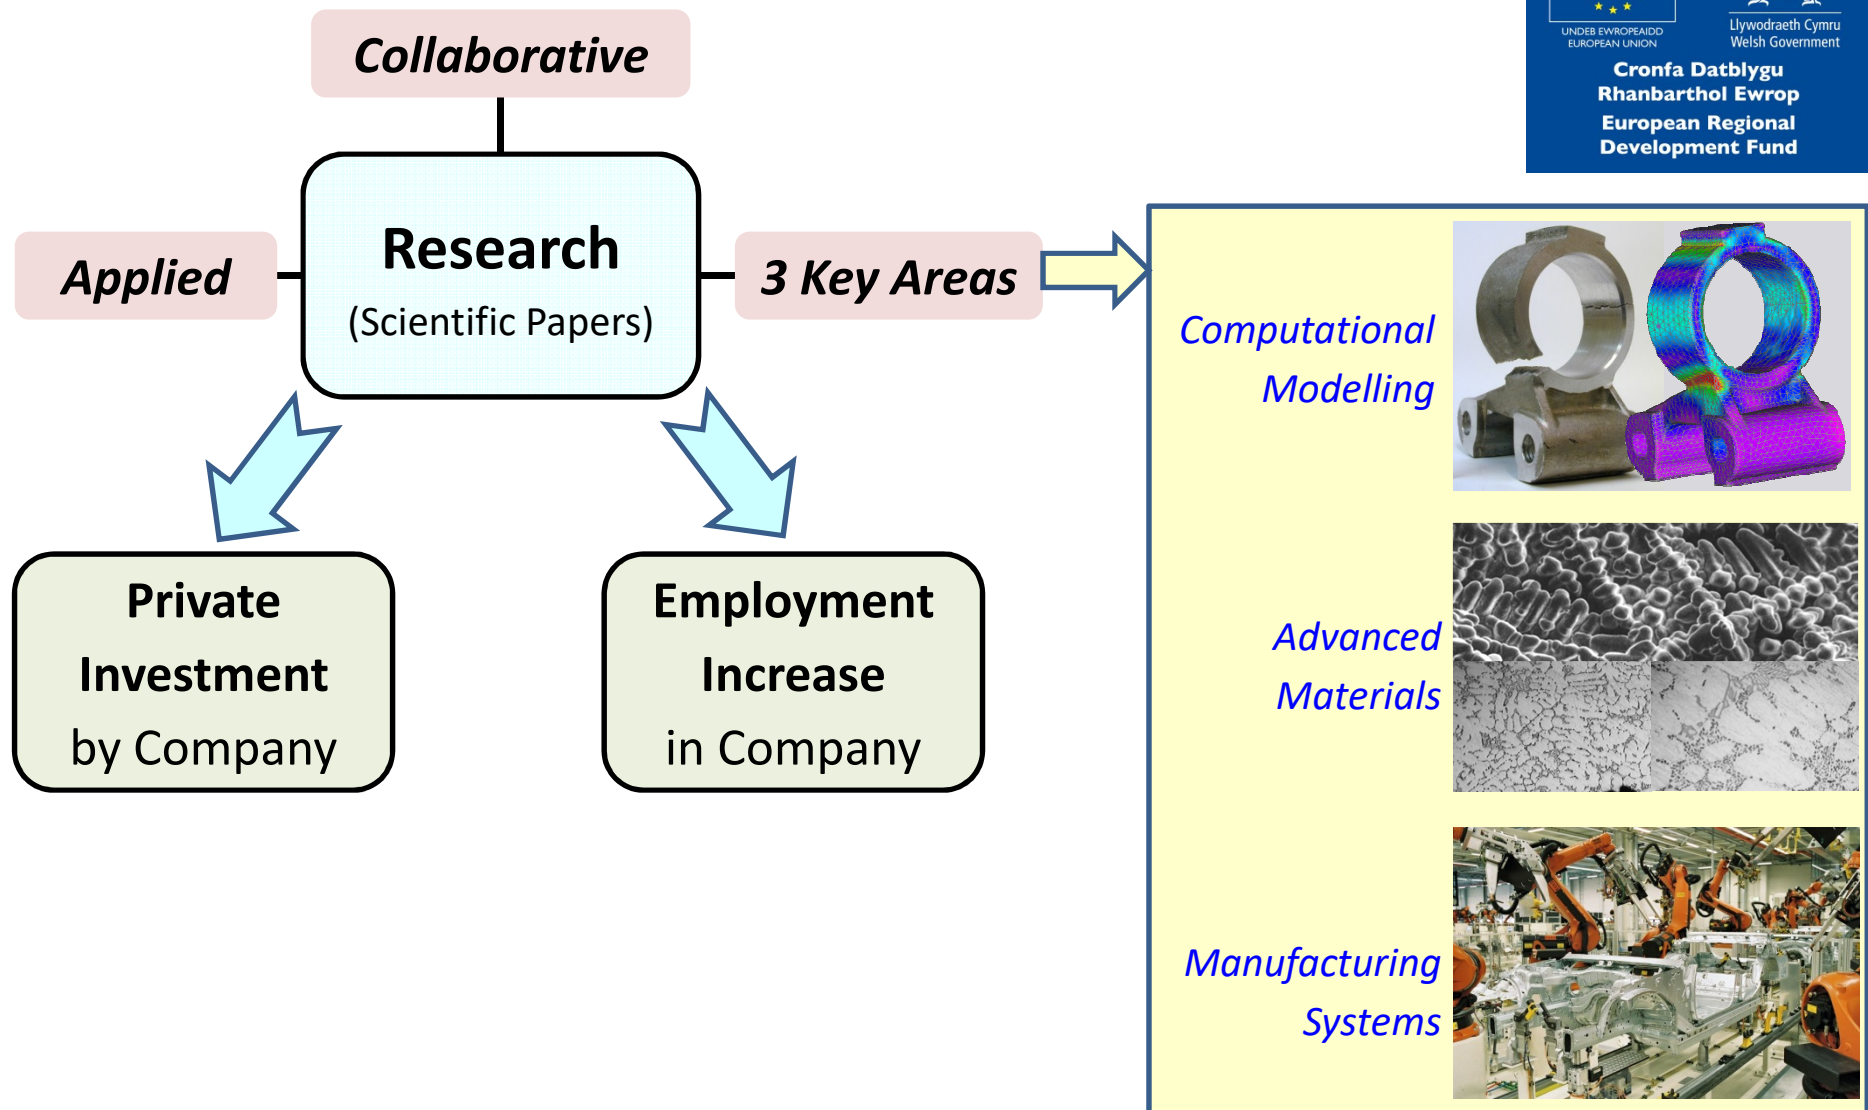 Collaborative
Research
(Scientific Papers)
Applied
3 Key Areas
Private
Investment
by Company
Employment
Increase
in Company
UNDEB EWROPEAIDD
EUROPEAN UNION
Llywodraeth Cymru
Welsh Government
Cronfa Datblygu
Rhanbarthol Ewrop
European Regional
Development Fund
Computational
Modelling
Advanced
Materials
Manufacturing
Systems